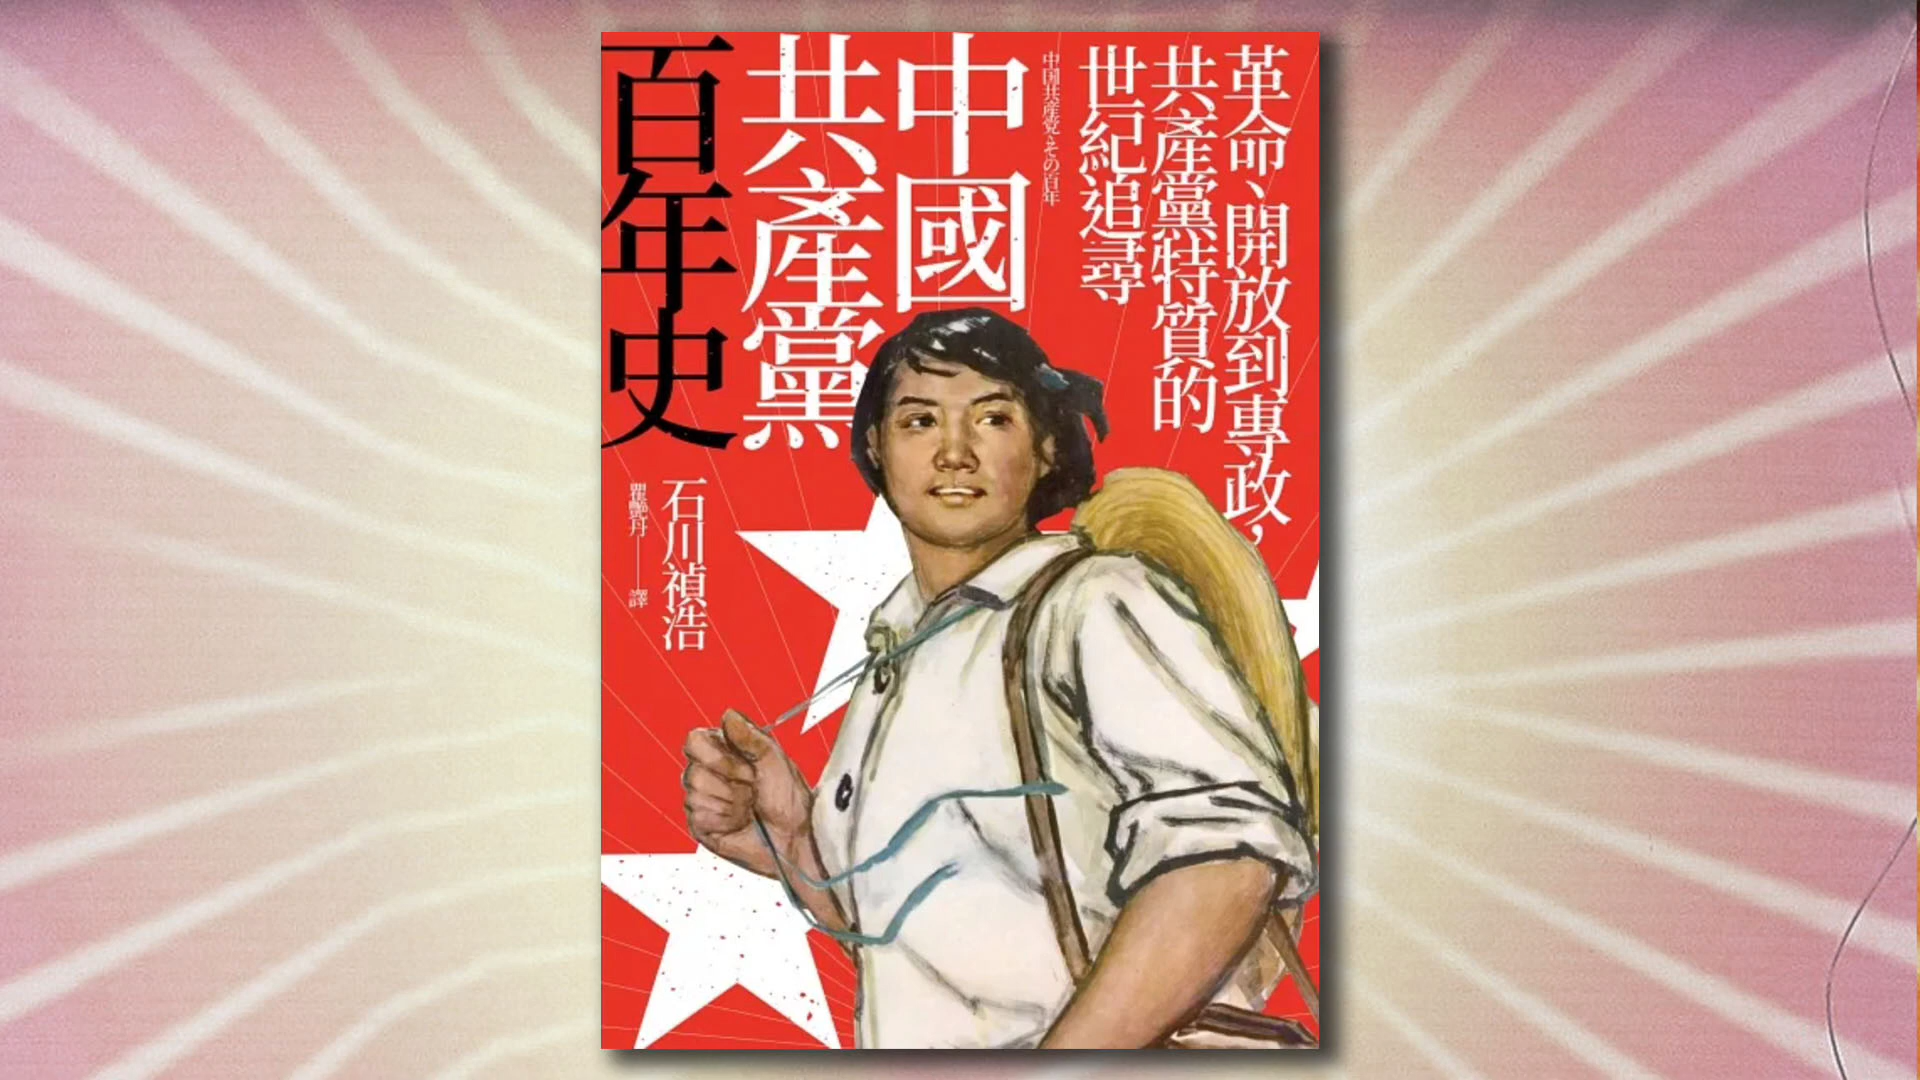 革命、開放到專政，
共產黨特質的
世紀追尋
中国共産党、その百年
中國
共產黨
百年史
石川禎浩
瞿艷丹——譯